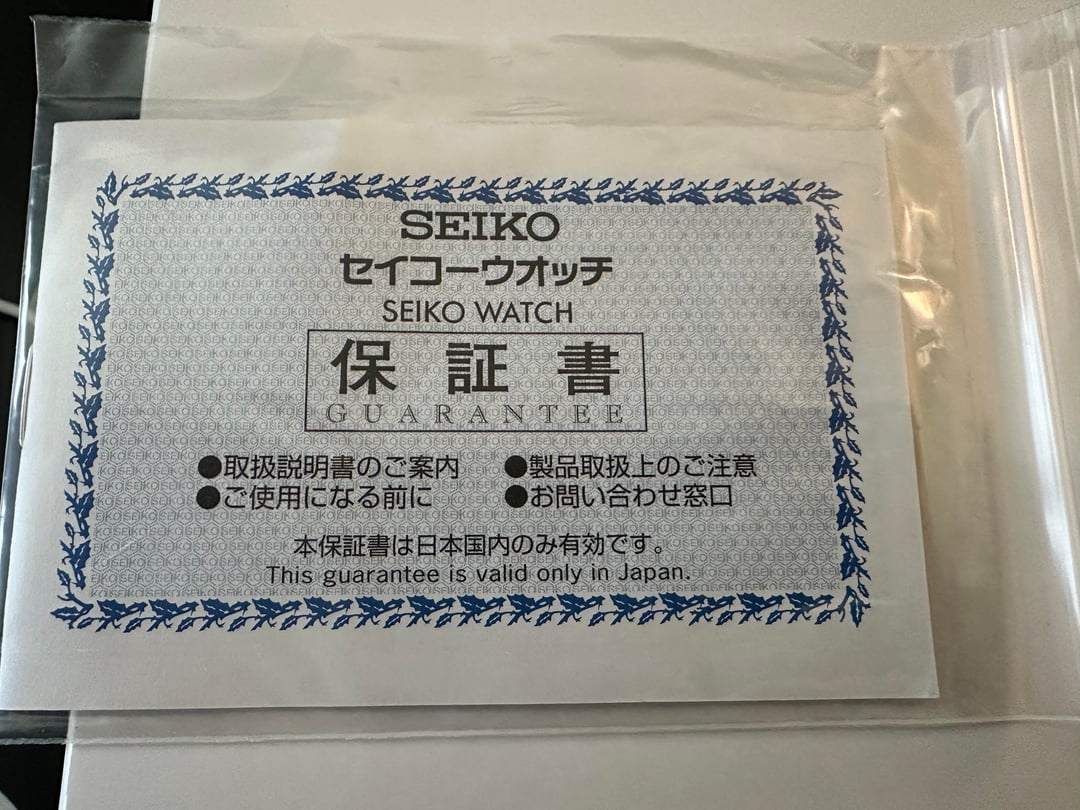 SEIKO
セイコーウオッチ
SEIKO WATCH
保証書
GUARANTEE
●取扱説明書のご案内 ●製品取扱上のご注意
●ご使用になる前に ●お問い合わせ窓口
本保証書は日本国内のみ有効です。
This guarantee is valid only in Japan.